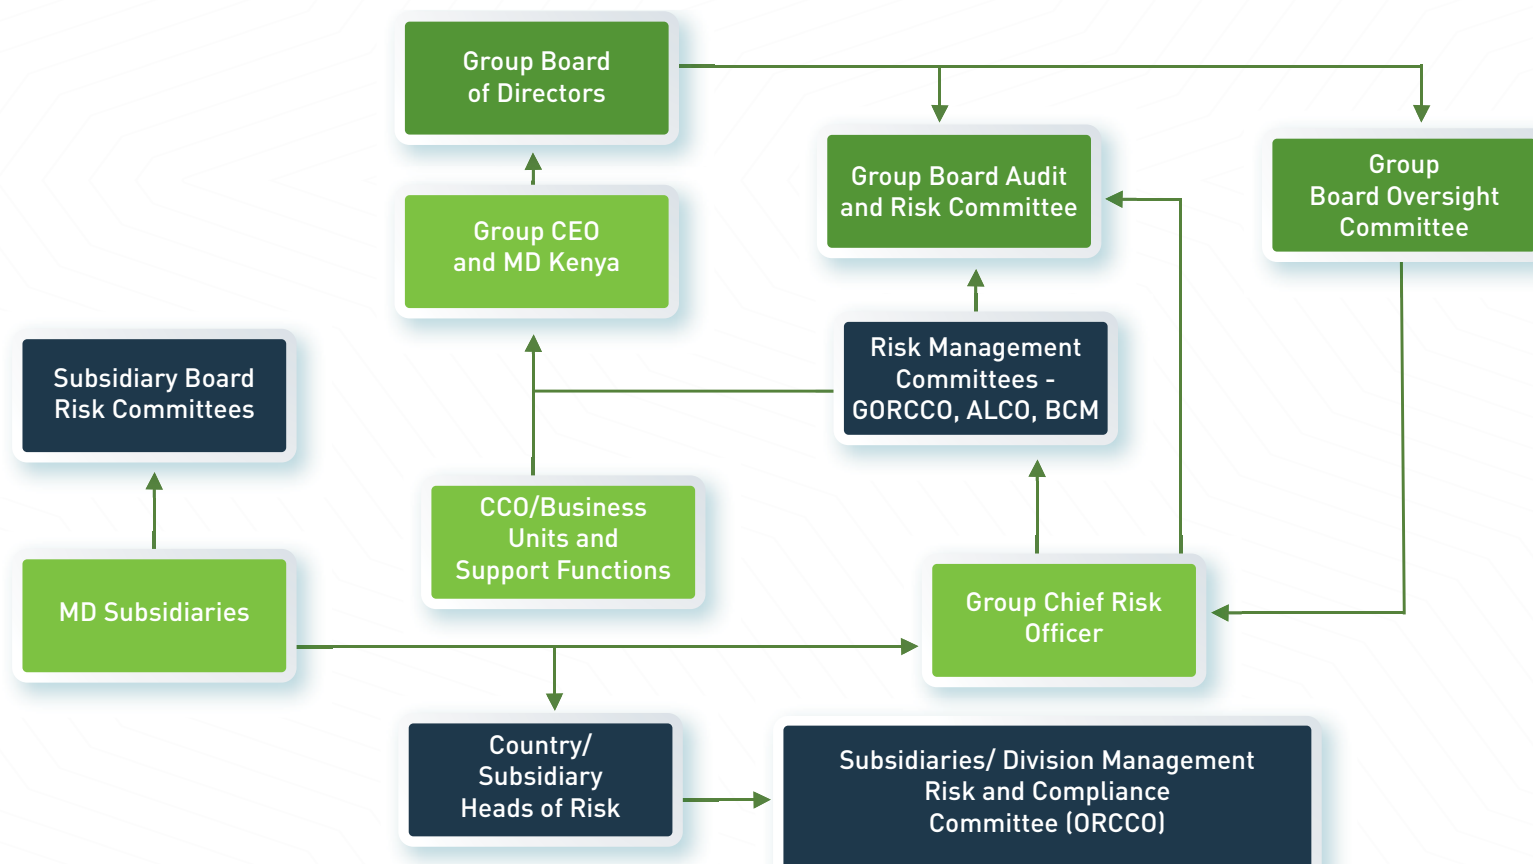 Group Board
of Directors
Group Board Audit
and Risk Committee
Group
Board Oversight
Committee
Group CEO
and MD Kenya
Risk Management
Committees -
GORCCO, ALCO, BCM
Subsidiary Board
Risk Committees
CCO/Business
Units and
Support Functions
MD Subsidiaries
Group Chief Risk
Officer
Country/
Subsidiary
Heads of Risk
Subsidiaries/ Division Management
Risk and Compliance
Committee (ORCCO)